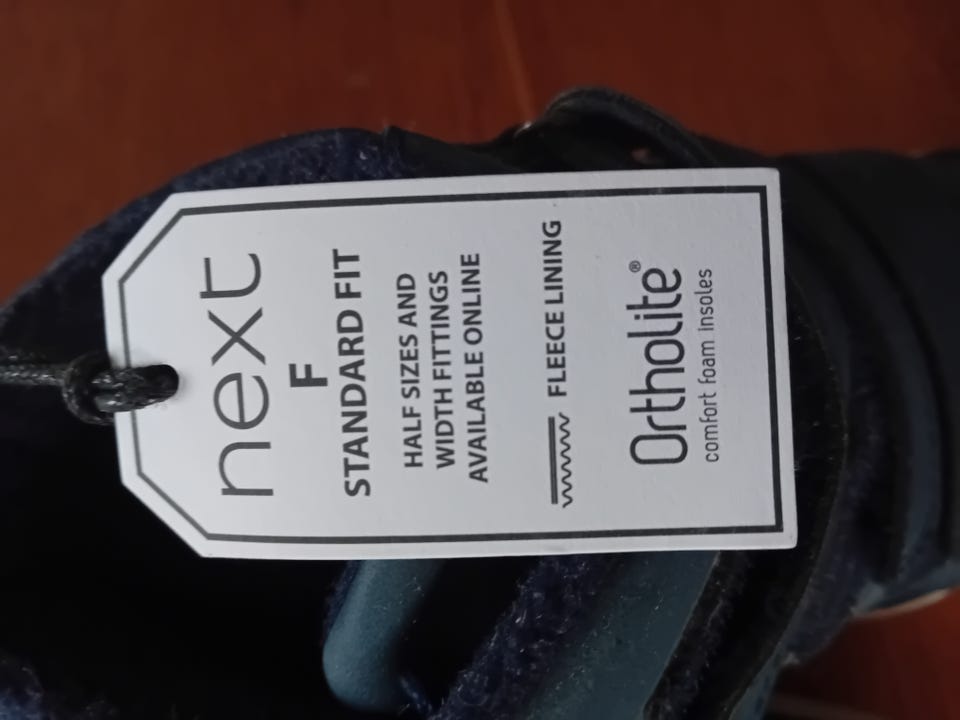 next
F
STANDARD FIT
HALF SIZES AND
WIDTH FITTINGS
AVAILABLE ONLINE
FLEECE LINING
Ortholite®
comfort foam insoles